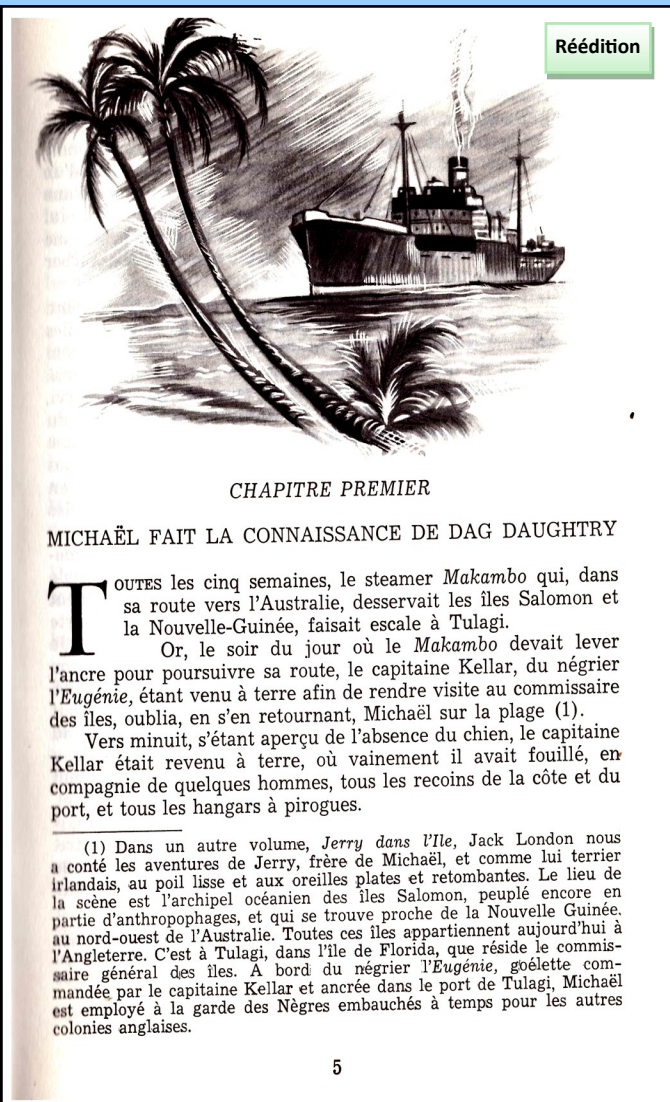 Réédition
CHAPITRE PREMIER
MICHAËL FAIT LA CONNAISSANCE DE DAG DAUGHTRY
TOUTES les cinq semaines, le steamer Makambo qui, dans
sa route vers l'Australie, desservait les îles Salomon et
la Nouvelle-Guinée, faisait escale à Tulagi.
Or, le soir du jour où le Makambo devait lever
l'ancre pour poursuivre sa route, le capitaine Kellar, du négrier
l'Eugénie, étant venu à terre afin de rendre visite au commissaire
des îles, oublia, en s'en retournant, Michaël sur la plage (1).
Vers minuit, s'étant aperçu de l'absence du chien, le capitaine
Kellar était revenu à terre, où vainement il avait fouillé, en
compagnie de quelques hommes, tous les recoins de la côte et du
port, et tous les hangars à pirogues.
(1) Dans un autre volume, Jerry dans l'Ile, Jack London nous
a conté les aventures de Jerry, frère de Michaël, et comme lui terrier
irlandais, au poil lisse et aux oreilles plates et retombantes. Le lieu de
la scène est l'archipel océanien des îles Salomon, peuplé encore en
partie d'anthropophages, et qui se trouve proche de la Nouvelle Guinée,
au nord-ouest de l'Australie. Toutes ces îles appartiennent aujourd'hui à
l'Angleterre. C'est à Tulagi, dans l'île de Florida, que réside le commis-
saire général des îles. A bord du négrier l'Eugénie, goélette com-
mandée par le capitaine Kellar et ancrée dans le port de Tulagi, Michaël
est employé à la garde des Nègres embauchés à temps pour les autres
colonies anglaises.
5